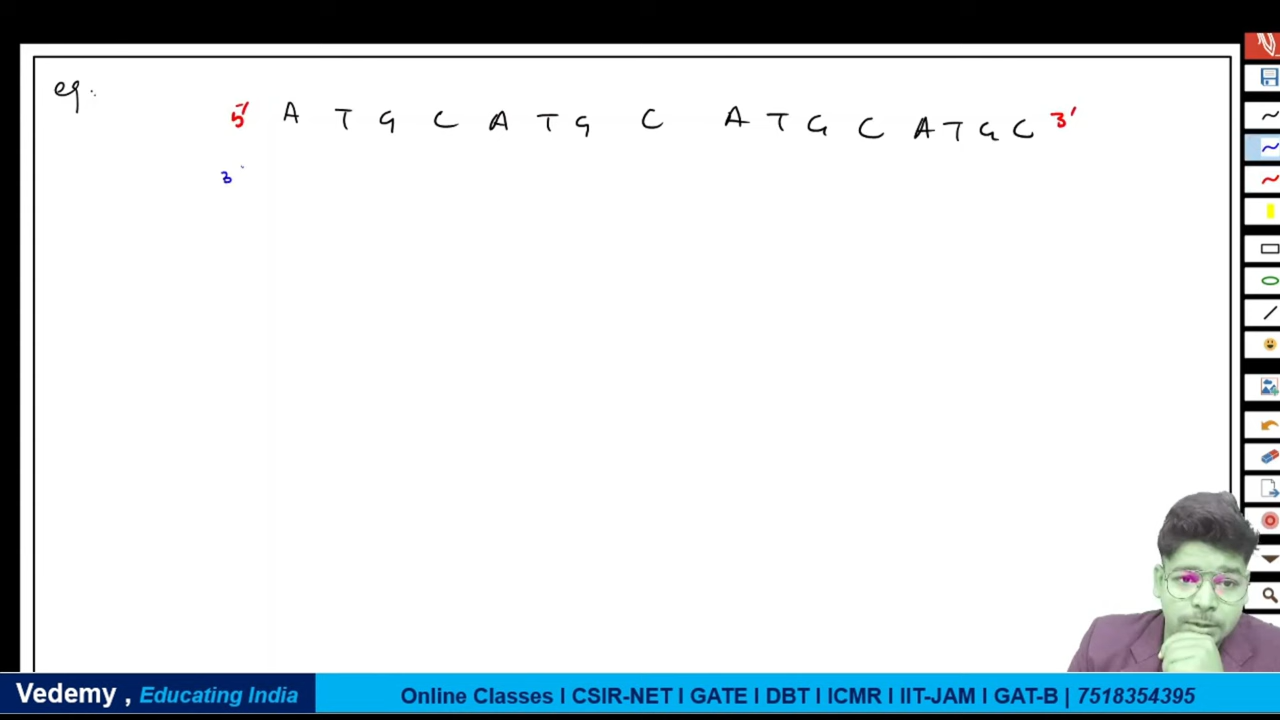 eg.
5' A T G C A T G C A T G C A T G C 3'
3'
Vedemy , Educating India
Online Classes I CSIR-NET I GATE I DBT I ICMR I IIT-JAM I GAT-B | 7518354395